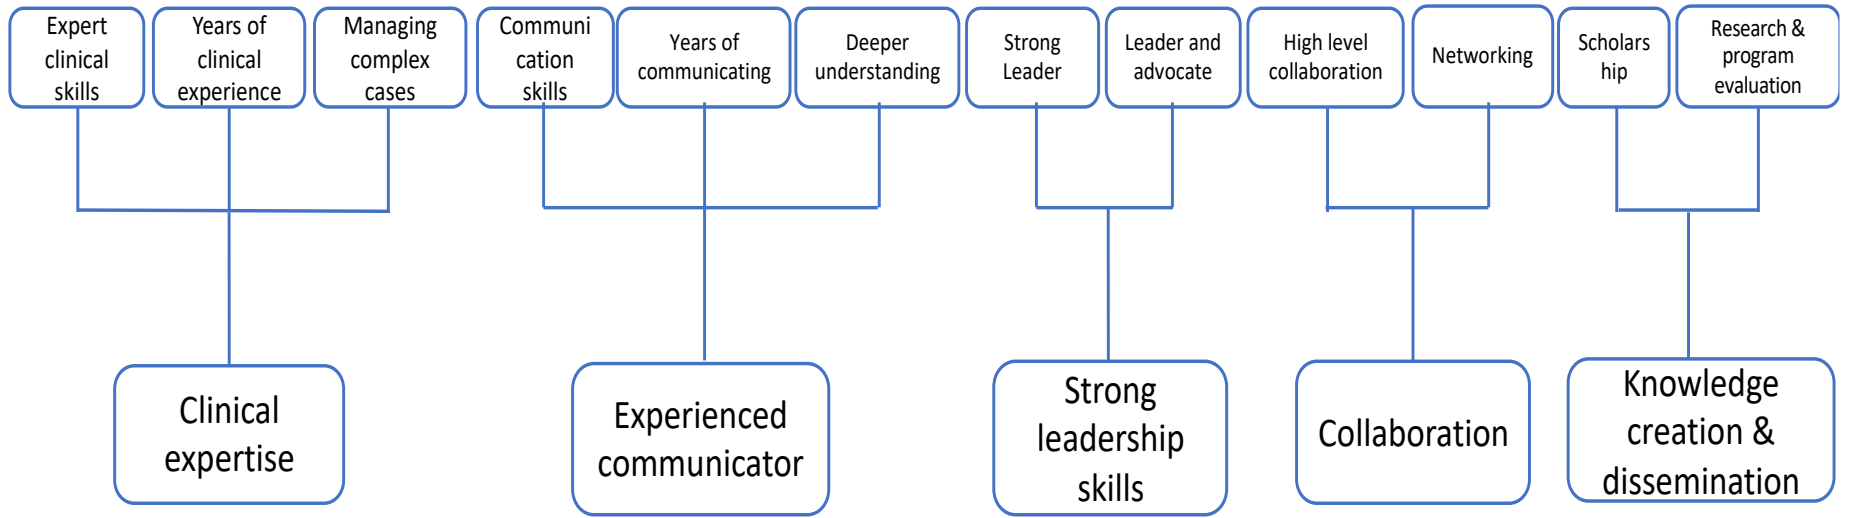 Expert
clinical
skills
Years of
clinical
experience
Managing
complex
cases
Communi
cation
skills
Years of
communicating
Deeper
understanding
Strong
Leader
Leader and
advocate
High level
collaboration
Networking
Scholars
hip
Research &
program
evaluation
Clinical
expertise
Experienced
communicator
Strong
leadership
skills
Collaboration
Knowledge
creation &
dissemination